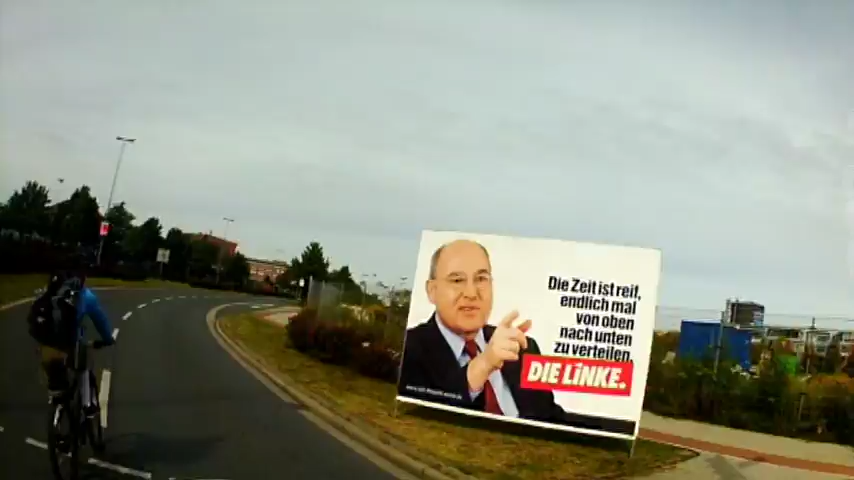 Die Zeit ist reif,
endlich mal
von oben
nach unten
zu verteilen.
DIE LINKE.